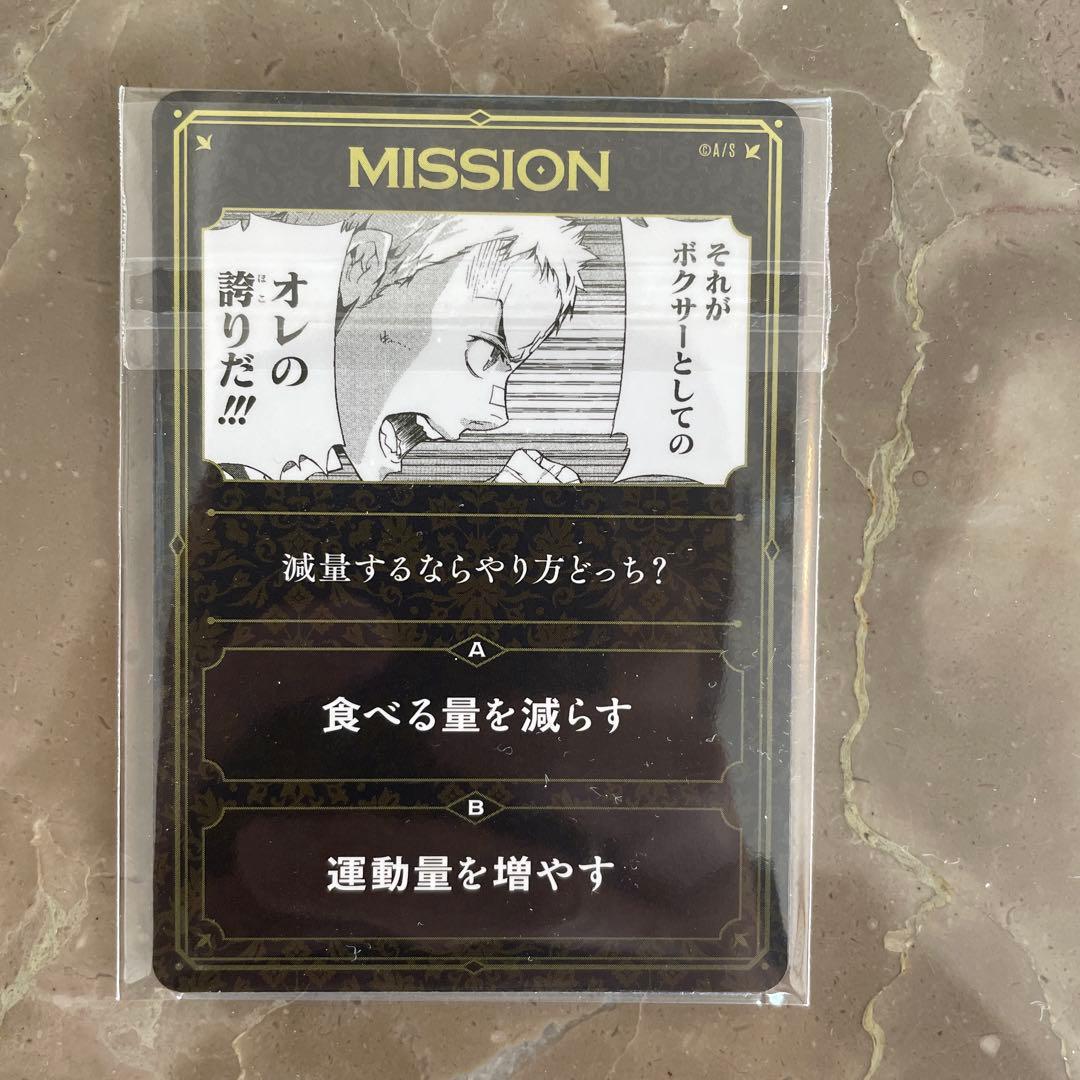 MISSION
©A/S
それが
ボクサーとしての
オレの
誇りだ!!!
ほこ
減量するならやり方どっち？
A
食べる量を減らす
B
運動量を増やす